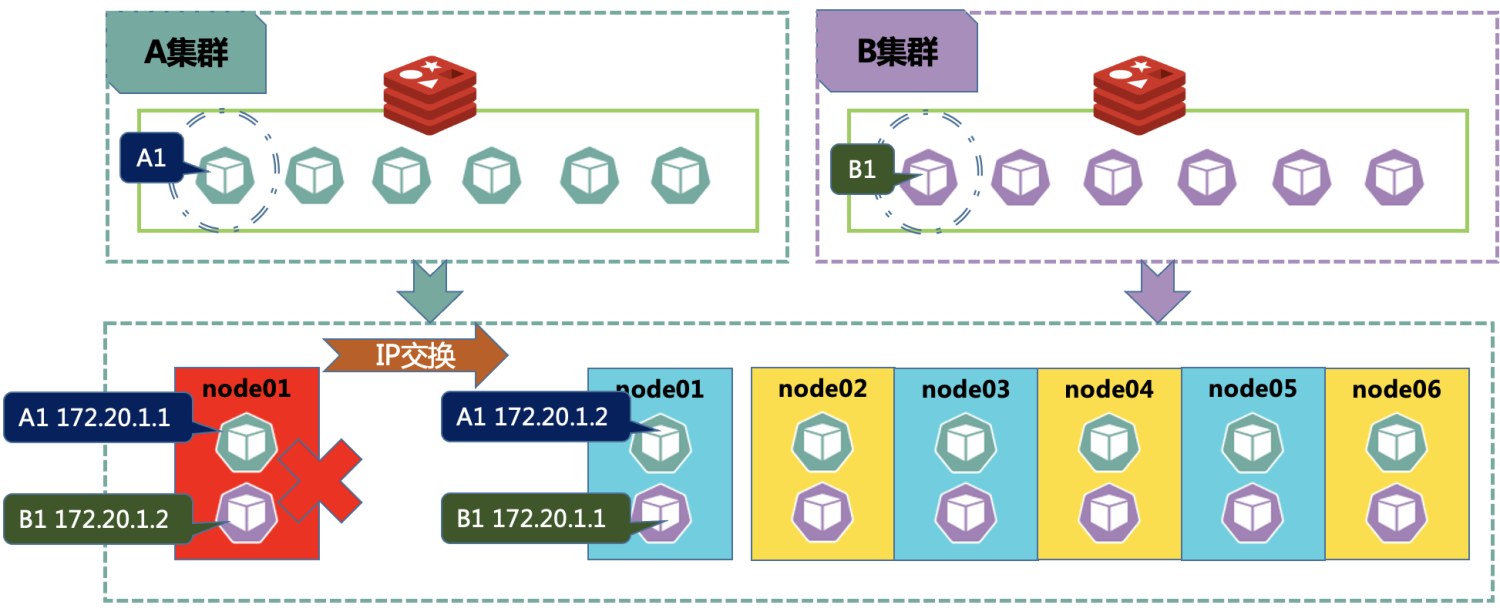 A集群
B集群
A1
B1
IP交换
node01
node01
node02
node03
node04
node05
node06
A1 172.20.1.1
A1 172.20.1.2
B1 172.20.1.2
B1 172.20.1.1